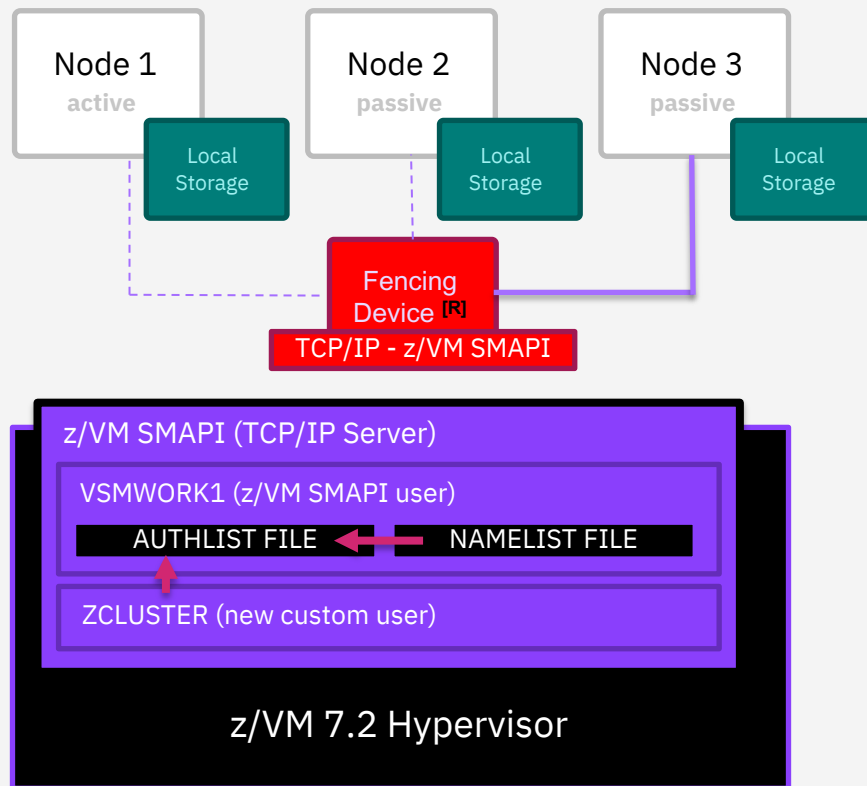 Node 1
active
Node 2
passive
Node 3
passive
Local
Storage
Local
Storage
Local
Storage
Fencing
Device [R]
TCP/IP - z/VM SMAPI
z/VM SMAPI (TCP/IP Server)
VSMWORK1 (z/VM SMAPI user)
AUTHLIST FILE
NAMELIST FILE
ZCLUSTER (new custom user)
z/VM 7.2 Hypervisor